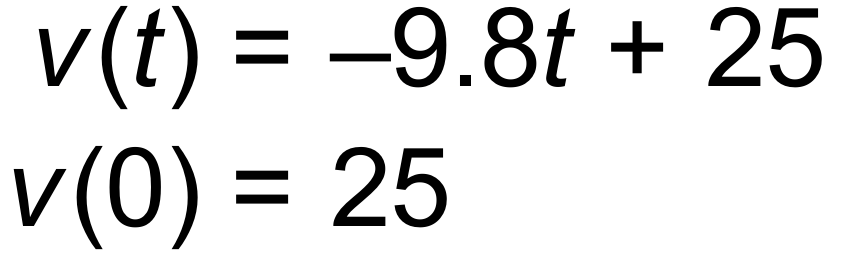 v(t) = –9.8t + 25
v(0) = 25